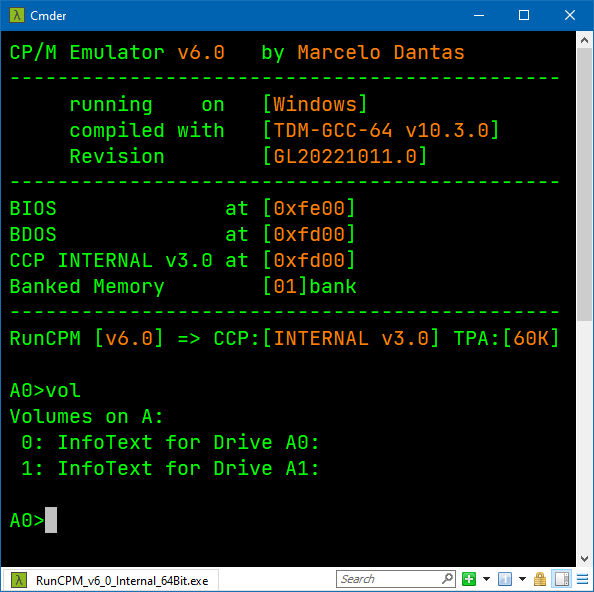 Cmder
CP/M Emulator v6.0   by Marcelo Dantas
----------------------------------------------
     running    on   [Windows]
     compiled with   [TDM-GCC-64 v10.3.0]
     Revision        [GL20221011.0]
----------------------------------------------
BIOS              at [0xfe00]
BDOS              at [0xfd00]
CCP INTERNAL v3.0 at [0xfd00]
Banked Memory        [01]bank
----------------------------------------------
RunCPM [v6.0] => CCP:[INTERNAL v3.0] TPA:[60K]
A0>vol
Volumes on A:
 0: InfoText for Drive A0:
 1: InfoText for Drive A1:
A0>
RunCPM_v6_0_Internal_64Bit.exe
Search